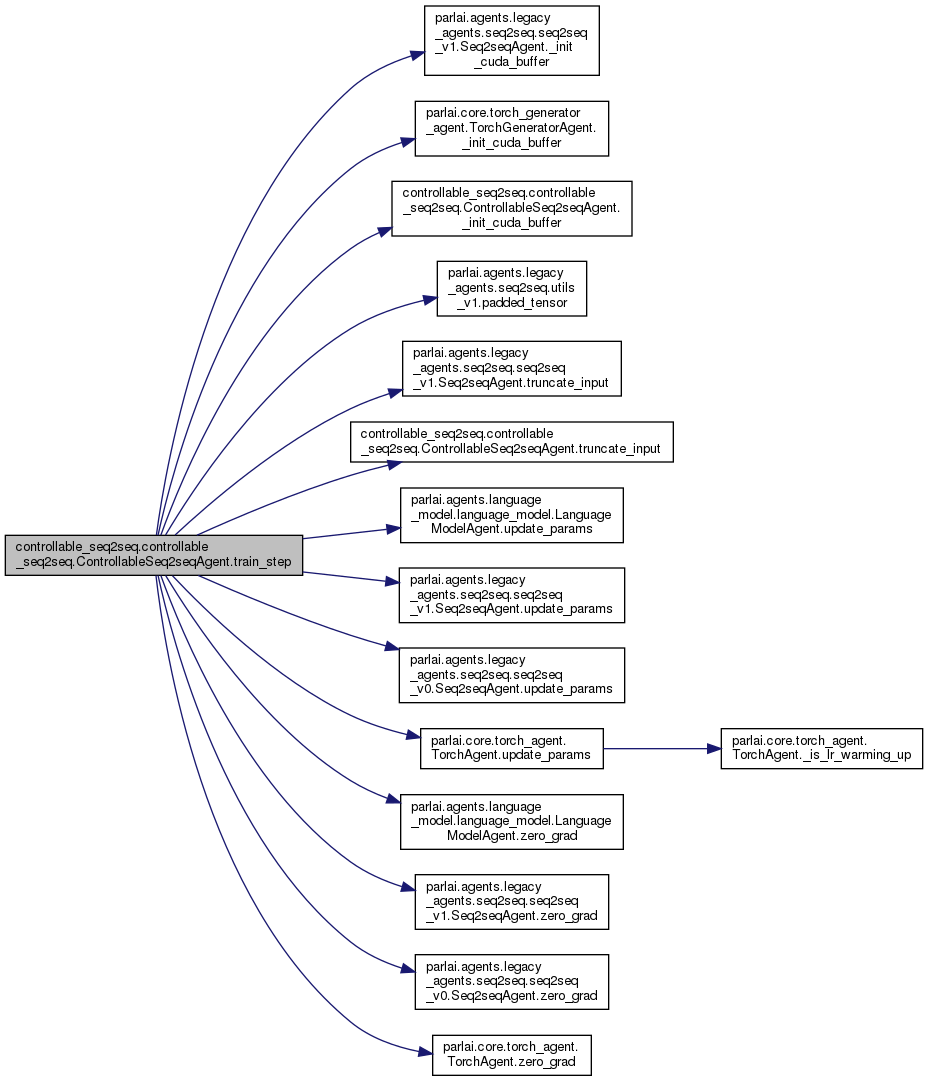 parlai.agents.legacy
_agents.seq2seq.seq2seq
_v1.Seq2seqAgent._init
_cuda_buffer
parlai.core.torch_generator
_agent.TorchGeneratorAgent.
_init_cuda_buffer
controllable_seq2seq.controllable
_seq2seq.ControllableSeq2seqAgent.
_init_cuda_buffer
parlai.agents.legacy
_agents.seq2seq.utils
_v1.padded_tensor
parlai.agents.legacy
_agents.seq2seq.seq2seq
_v1.Seq2seqAgent.truncate_input
controllable_seq2seq.controllable
_seq2seq.ControllableSeq2seqAgent.truncate_input
parlai.agents.language
_model.language_model.Language
ModelAgent.update_params
controllable_seq2seq.controllable
_seq2seq.ControllableSeq2seqAgent.train_step
parlai.agents.legacy
_agents.seq2seq.seq2seq
_v1.Seq2seqAgent.update_params
parlai.agents.legacy
_agents.seq2seq.seq2seq
_v0.Seq2seqAgent.update_params
parlai.core.torch_agent.
TorchAgent.update_params
parlai.core.torch_agent.
TorchAgent._is_lr_warming_up
parlai.agents.language
_model.language_model.Language
ModelAgent.zero_grad
parlai.agents.legacy
_agents.seq2seq.seq2seq
_v1.Seq2seqAgent.zero_grad
parlai.agents.legacy
_agents.seq2seq.seq2seq
_v0.Seq2seqAgent.zero_grad
parlai.core.torch_agent.
TorchAgent.zero_grad